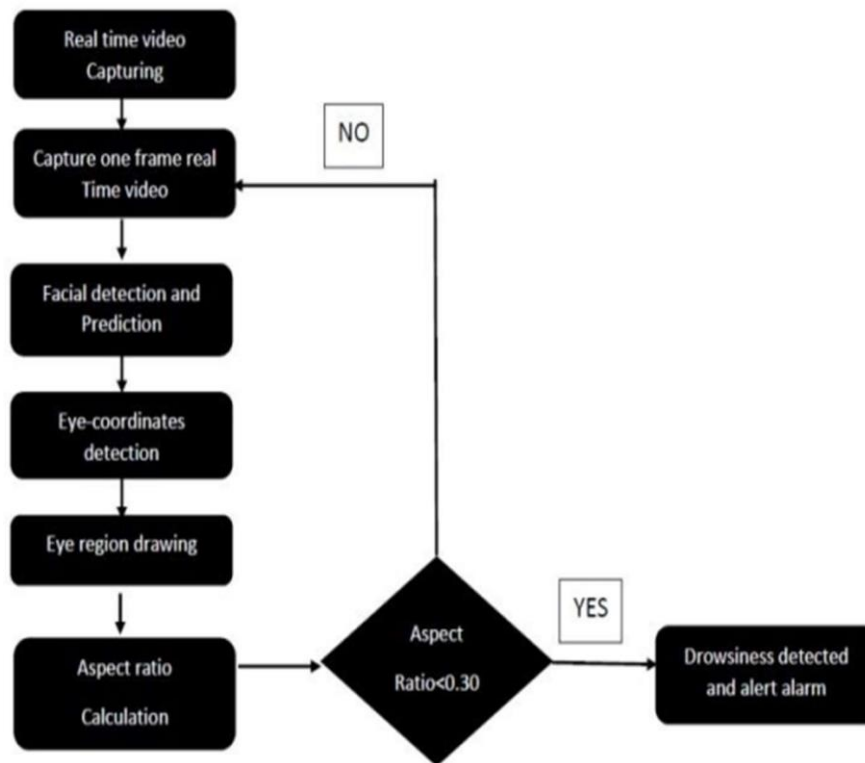 Real time video
Capturing
NO
Capture one frame real
Time video
Facial detection and
Prediction
Eye-coordinates
detection
Eye region drawing
Aspect ratio
Calculation
Aspect
Ratio<0.30
YES
Drowsiness detected
and alert alarm